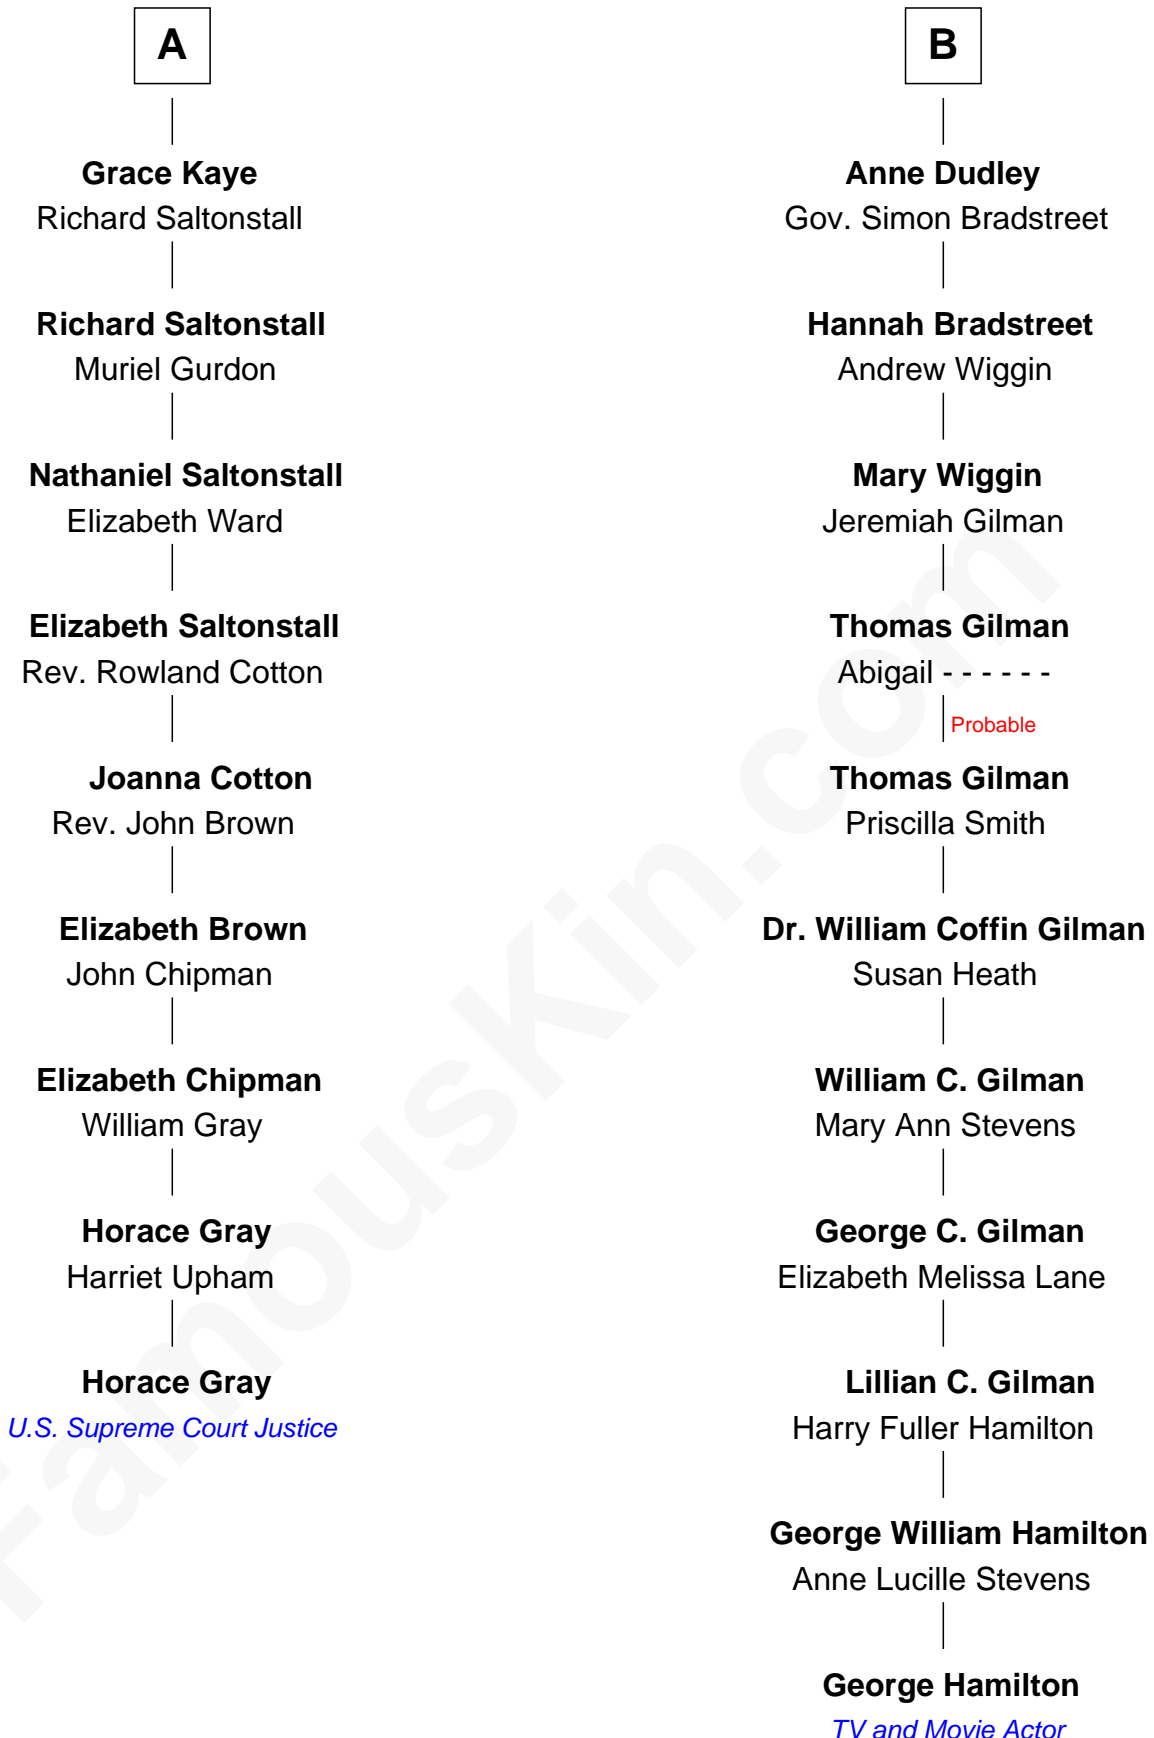 A
Grace Kaye
Richard Saltonstall
Richard Saltonstall
Muriel Gurdon
Nathaniel Saltonstall
Elizabeth Ward
Elizabeth Saltonstall
Rev. Rowland Cotton
Joanna Cotton
Rev. John Brown
Elizabeth Brown
John Chipman
Elizabeth Chipman
William Gray
Horace Gray
Harriet Upham
Horace Gray
U.S. Supreme Court Justice
B
Anne Dudley
Gov. Simon Bradstreet
Hannah Bradstreet
Andrew Wiggin
Mary Wiggin
Jeremiah Gilman
Thomas Gilman
Abigail - - - - - -
Probable
Thomas Gilman
Priscilla Smith
Dr. William Coffin Gilman
Susan Heath
William C. Gilman
Mary Ann Stevens
George C. Gilman
Elizabeth Melissa Lane
Lillian C. Gilman
Harry Fuller Hamilton
George William Hamilton
Anne Lucille Stevens
George Hamilton
TV and Movie Actor
FamousKin.com